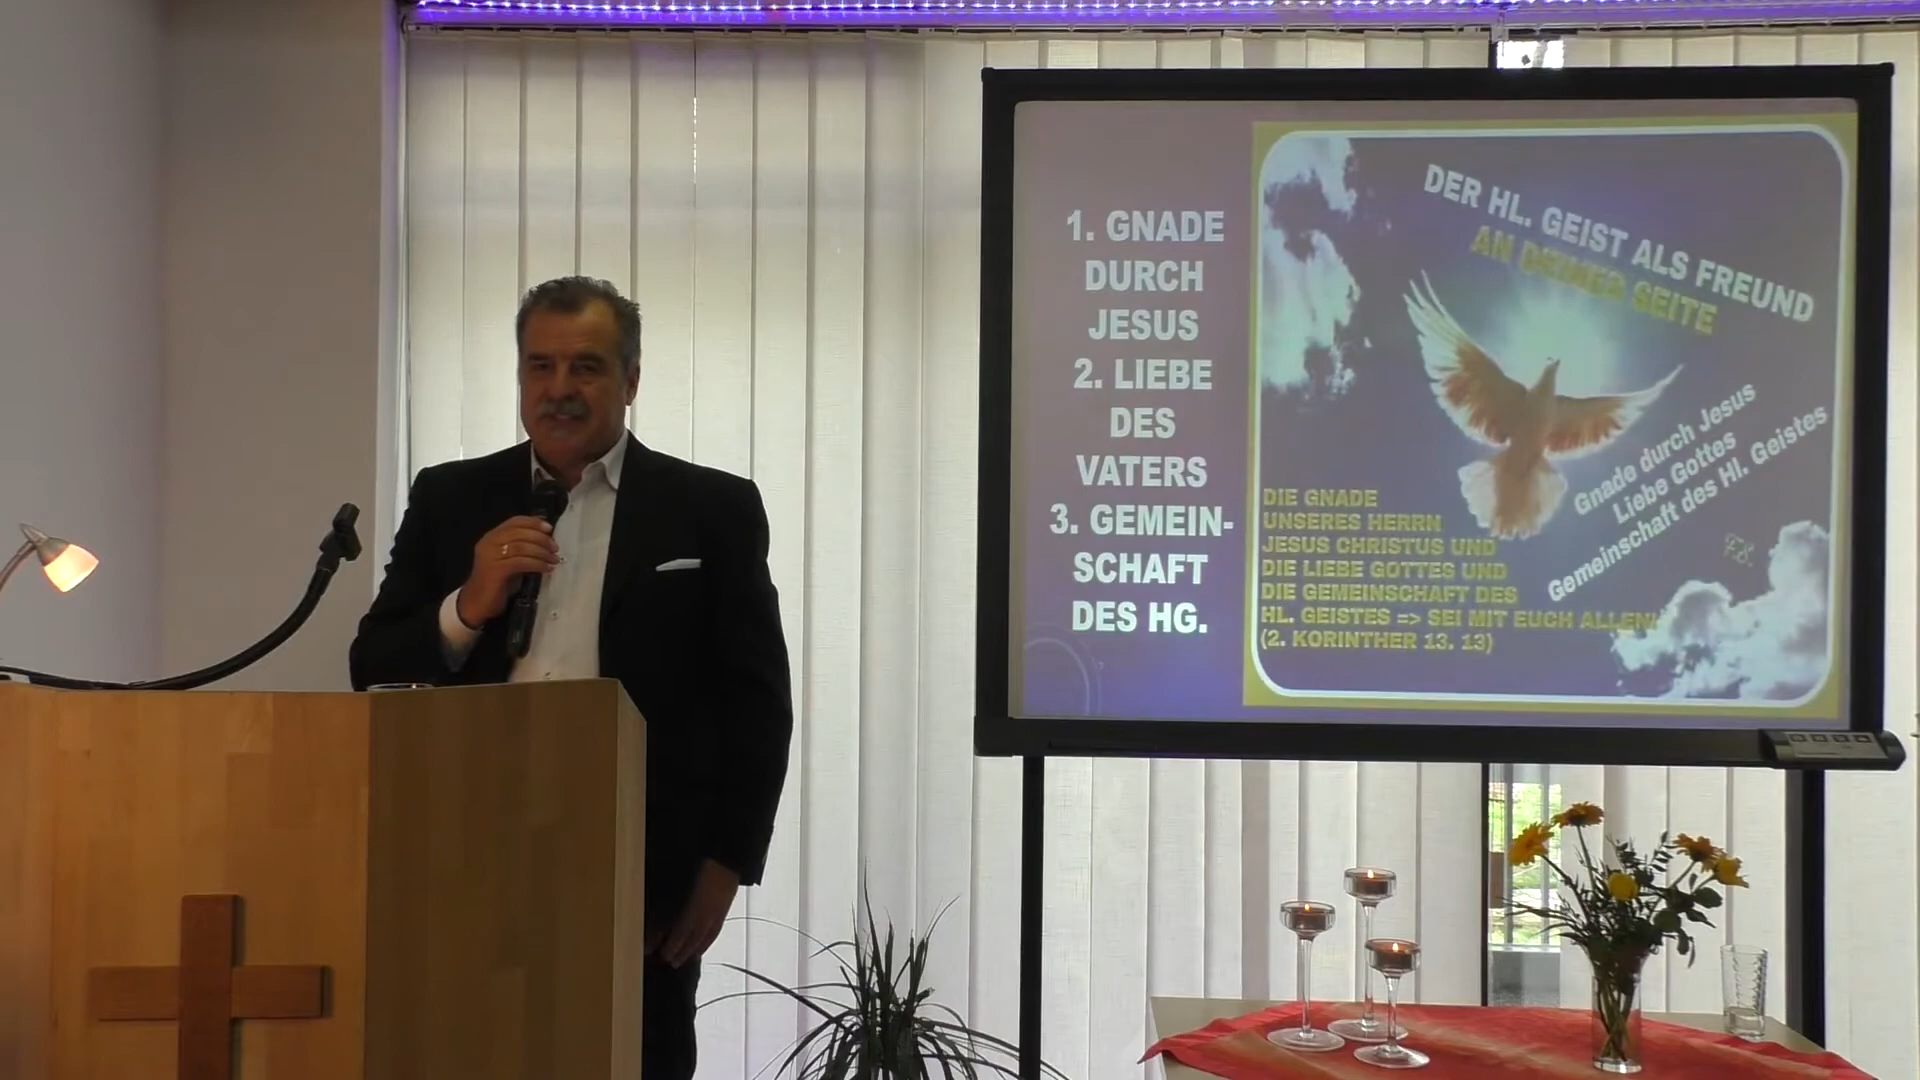 1. GNADE
DURCH
JESUS
2. LIEBE
DES
VATERS
3. GEMEIN-
SCHAFT
DES HG.
DER HL. GEIST ALS FREUND
AN DEINER SEITE
Gnade durch Jesus
Liebe Gottes
Gemeinschaft des Hl. Geistes
DIE GNADE
UNSERES HERRN
JESUS CHRISTUS UND
DIE LIEBE GOTTES UND
DIE GEMEINSCHAFT DES
HL. GEISTES => SEI MIT EUCH ALLEN!
(2. KORINTHER 13. 13)